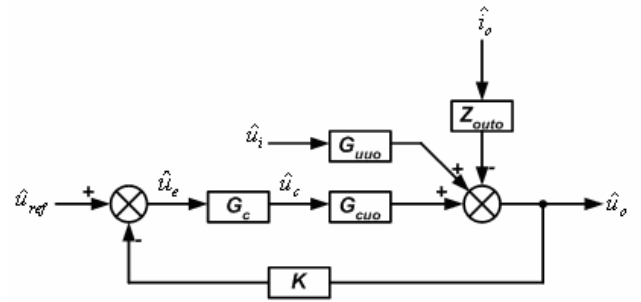 î_o
Z_outo
û_i
G_uuo
+
-
û_ref
+
û_e
G_c
û_c
G_cuo
+
û_o
-
K